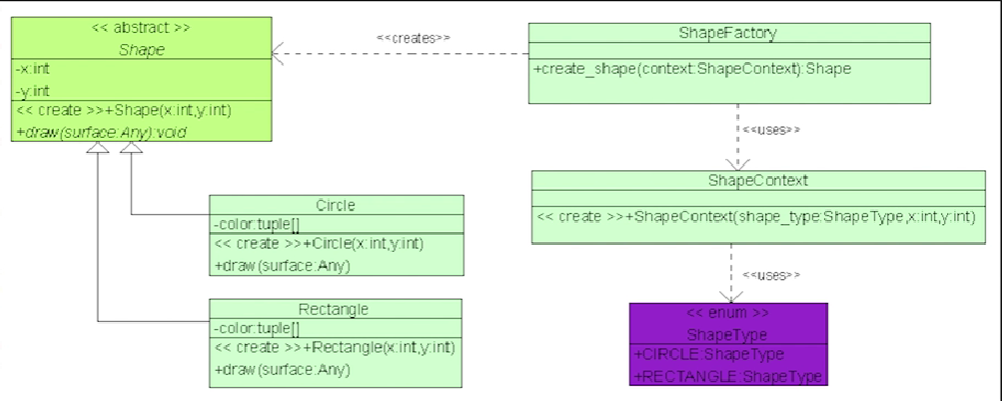 << abstract >>
Shape
-x:int
-y:int
<< create >>+Shape(x:int,y:int)
+draw(surface:Any):void
<<creates>>
ShapeFactory
+create_shape(context:ShapeContext):Shape
<<uses>>
ShapeContext
<< create >>+ShapeContext(shape_type:ShapeType,x:int,y:int)
<<uses>>
<< enum >>
ShapeType
+CIRCLE:ShapeType
+RECTANGLE:ShapeType
Circle
-color:tuple[]
<< create >>+Circle(x:int,y:int)
+draw(surface:Any)
Rectangle
-color:tuple[]
<< create >>+Rectangle(x:int,y:int)
+draw(surface:Any)